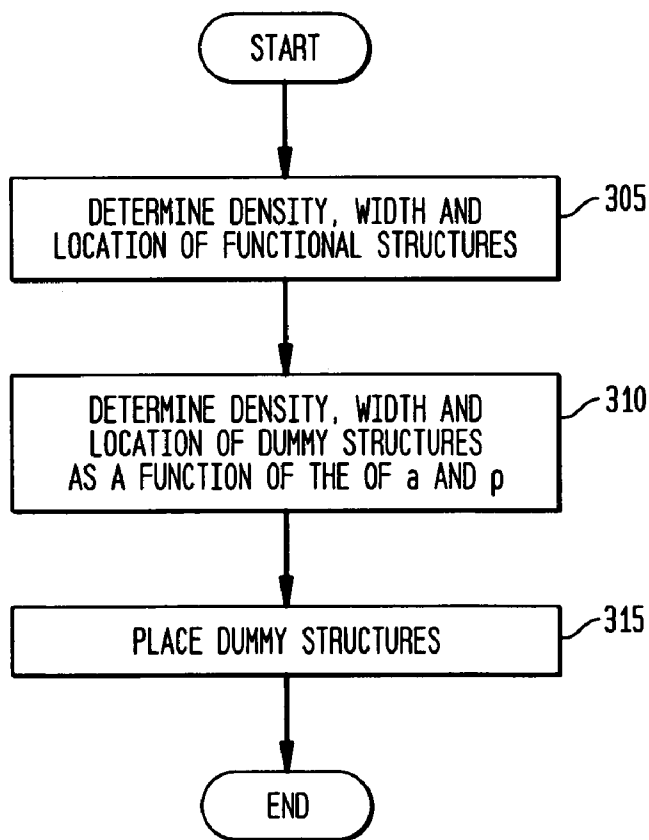 START
DETERMINE DENSITY, WIDTH AND
LOCATION OF FUNCTIONAL STRUCTURES
305
DETERMINE DENSITY, WIDTH AND
LOCATION OF DUMMY STRUCTURES
AS A FUNCTION OF THE OF a AND p
310
PLACE DUMMY STRUCTURES
315
END